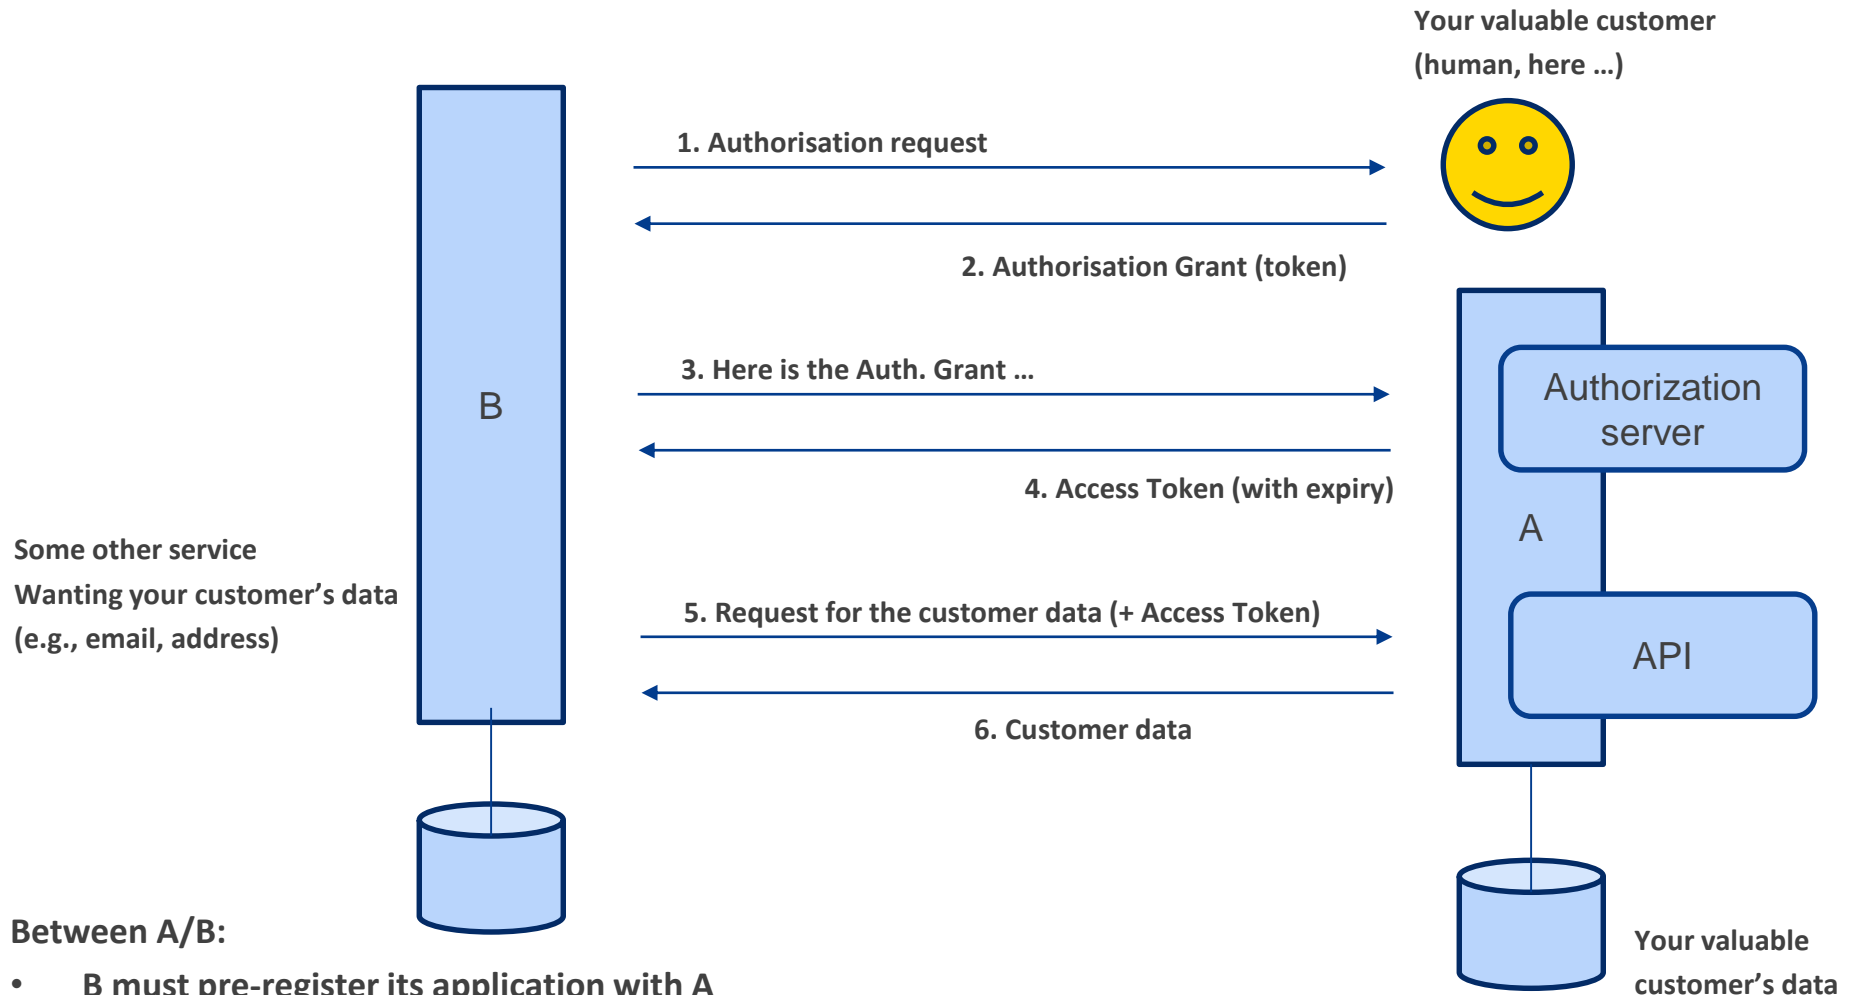 Your valuable customer
(human, here …)
1. Authorisation request
2. Authorisation Grant (token)
3. Here is the Auth. Grant …
Authorization
server
B
4. Access Token (with expiry)
A
Some other service
Wanting your customer’s data
(e.g., email, address)
5. Request for the customer data (+ Access Token)
API
6. Customer data
Between A/B:
• B must pre-register its application with A
Your valuable
customer’s data